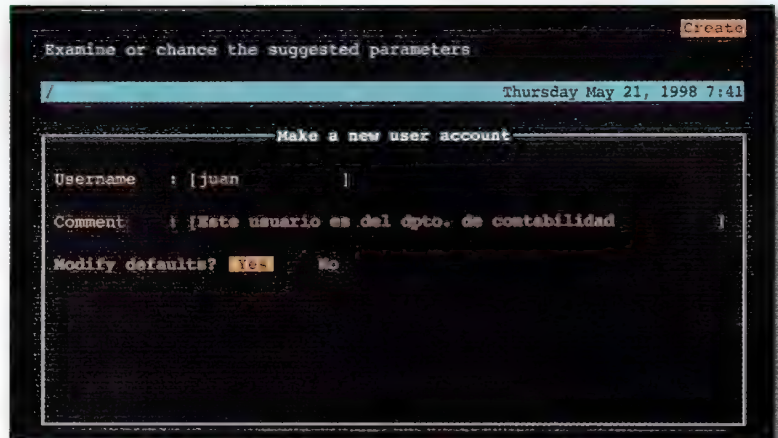 Create
Examine or chance the suggested parameters
/ Thursday May 21, 1998 7:41
Make a new user account
Username : [juan ]
Comment : [Este usuario es del dpto. de contabilidad ]
Modify defaults? Yes No